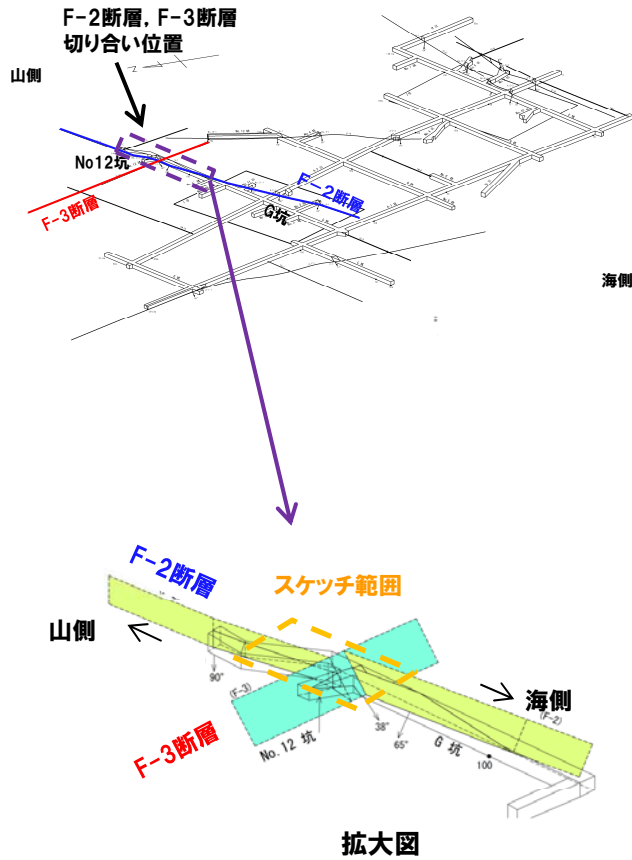 F-2断層，F-3断層
切り合い位置
山側
Z
No12坑
No.12 坑
F-2断層
F-3断層
G坑
海側
F-2断層
スケッチ範囲
山側
90°
(F-3)
海側
(F-2)
38°
65°
F-3断層
No.12 坑
G 坑
100
拡大図